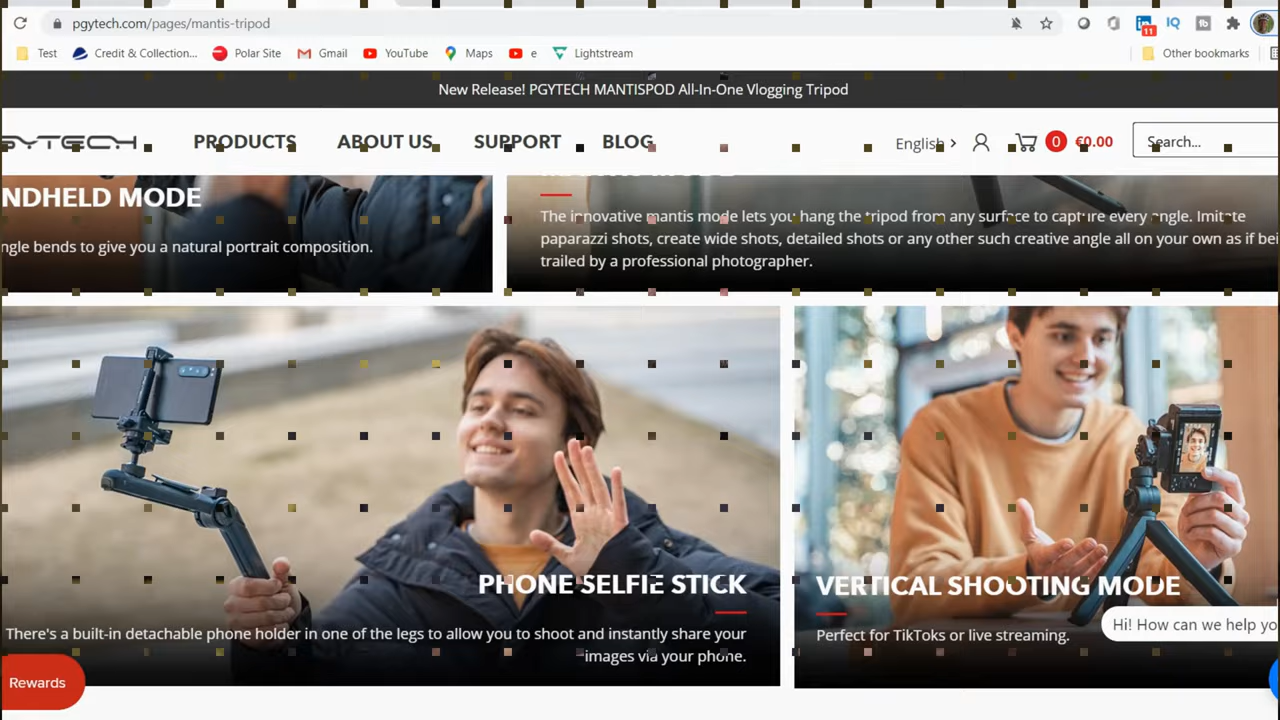 pgytech.com/pages/mantis-tripod
11
IQ
Test
Credit & Collection...
Polar Site
Gmail
YouTube
Maps
e
Lightstream
Other bookmarks
New Release! PGYTECH MANTISPOD All-In-One Vlogging Tripod
GYTECH
PRODUCTS
ABOUT US
SUPPORT
BLOG
English
0
€0.00
Search...
NDHELD MODE
ngle bends to give you a natural portrait composition.
The innovative mantis mode lets you hang the tripod from any surface to capture every angle. Imitate
paparazzi shots, create wide shots, detailed shots or any other such creative angle all on your own as if bei
trailed by a professional photographer.
PHONE SELFIE STICK
There's a built-in detachable phone holder in one of the legs to allow you to shoot and instantly share your
images via your phone.
VERTICAL SHOOTING MODE
Perfect for TikToks or live streaming.
Hi! How can we help yo
Rewards